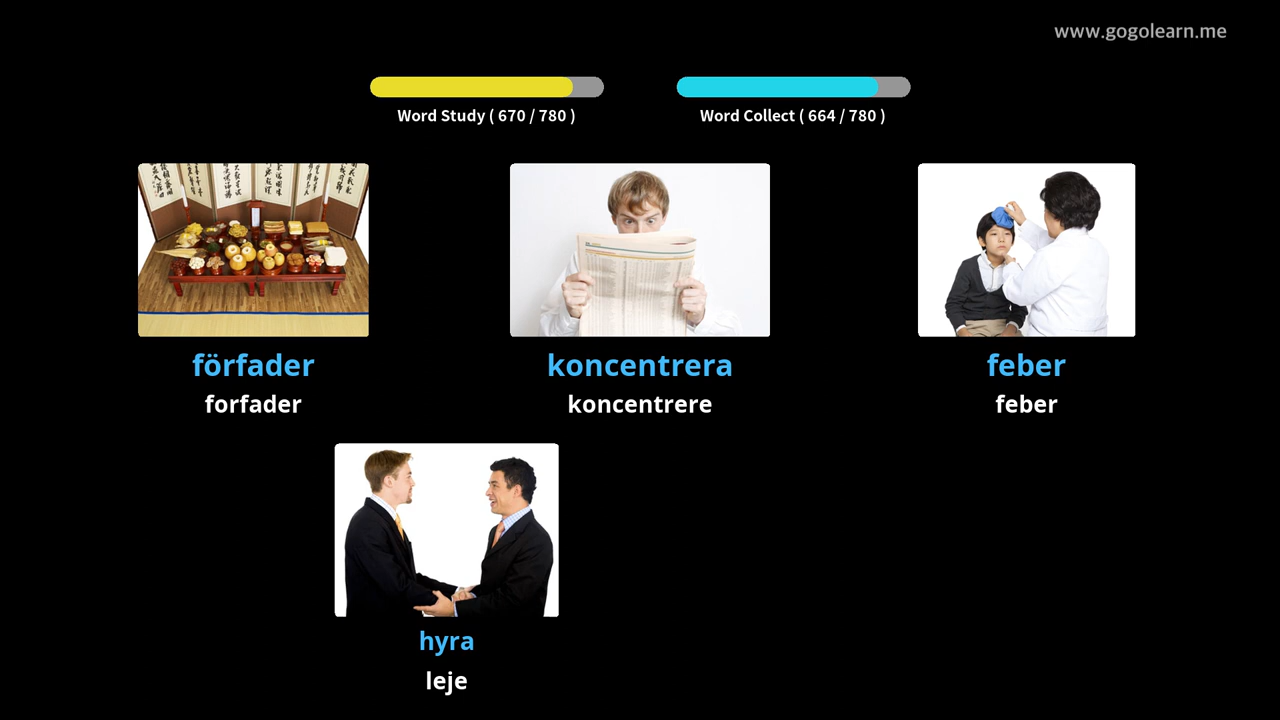 www.gogolearn.me
Word Study ( 670 / 780 )
Word Collect ( 664 / 780 )
förfader
koncentrera
feber
forfader
koncentrere
feber
hyra
leje